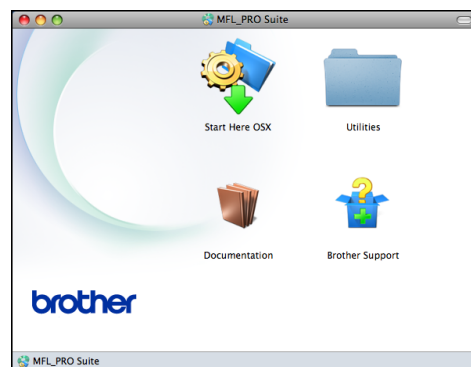 MFL_PRO Suite
Start Here OSX
Utilities
Documentation
Brother Support
brother
MFL_PRO Suite